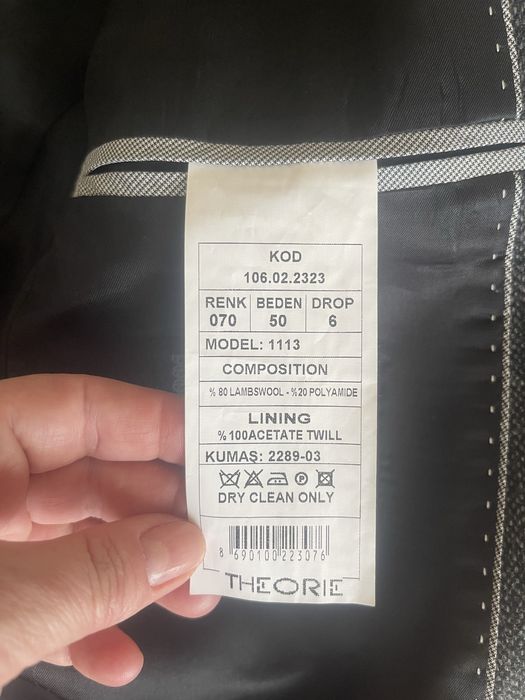 KOD
106.02.2323
RENK BEDEN DROP
070 50 6
MODEL: 1113
COMPOSITION
% 80 LAMBSWOOL - %20 POLYAMIDE
LINING
%100ACETATE TWILL
KUMAŞ: 2289-03
P
DRY CLEAN ONLY
8 690100 223076
THEORIE